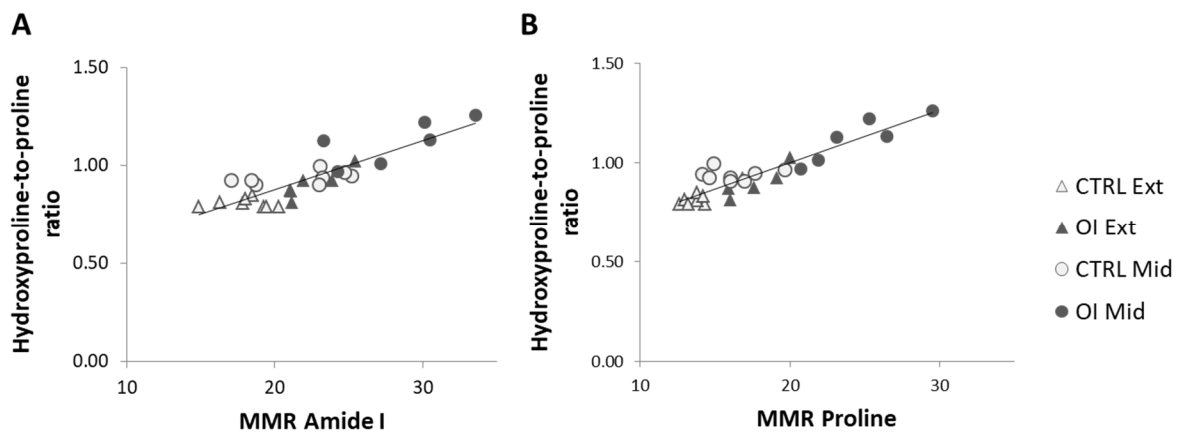 A
Hydroxyproline-to-proline
ratio
1.50
1.00
0.50
0.00
10
20
30
MMR Amide I
B
Hydroxyproline-to-proline
ratio
1.50
1.00
0.50
0.00
10
20
30
MMR Proline
CTRL Ext
OI Ext
CTRL Mid
OI Mid